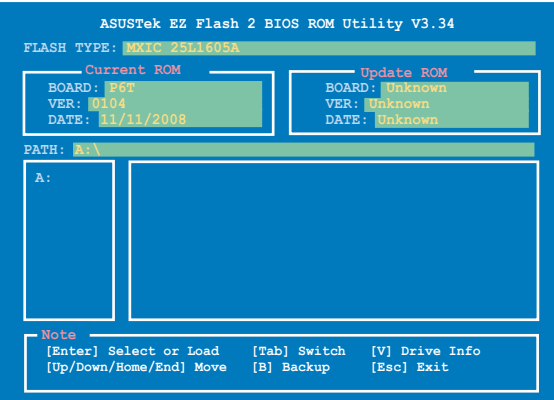 ASUSTek EZ Flash 2 BIOS ROM Utility V3.34
FLASH TYPE: MXIC 25L1605A
Current ROM
BOARD: P6T
VER: 0104
DATE: 11/11/2008
Update ROM
BOARD: Unknown
VER: Unknown
DATE: Unknown
PATH: A:\
A:
Note
[Enter] Select or Load [Tab] Switch [V] Drive Info
[Up/Down/Home/End] Move [B] Backup [Esc] Exit